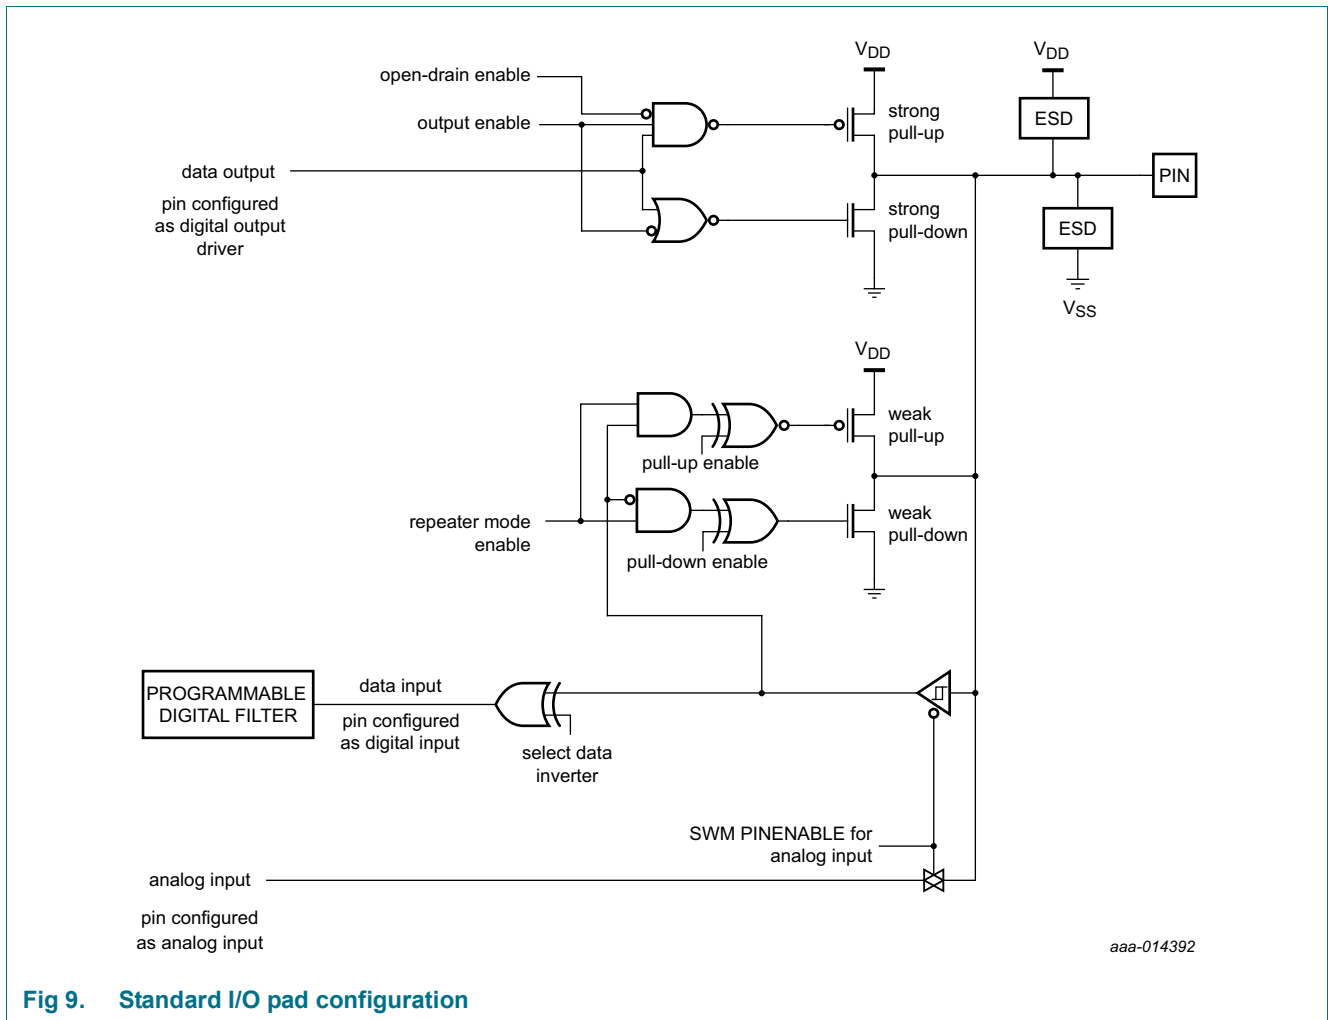 VDD
VDD
open-drain enable
strong
pull-up
ESD
output enable
data output
PIN
pin configured
as digital output
driver
strong
pull-down
ESD
VSS
VDD
weak
pull-up
pull-up enable
repeater mode
enable
weak
pull-down
pull-down enable
PROGRAMMABLE
DIGITAL FILTER
data input
pin configured
as digital input
select data
inverter
SWM PINENABLE for
analog input
analog input
pin configured
as analog input
aaa-014392
Fig 9. Standard I/O pad configuration